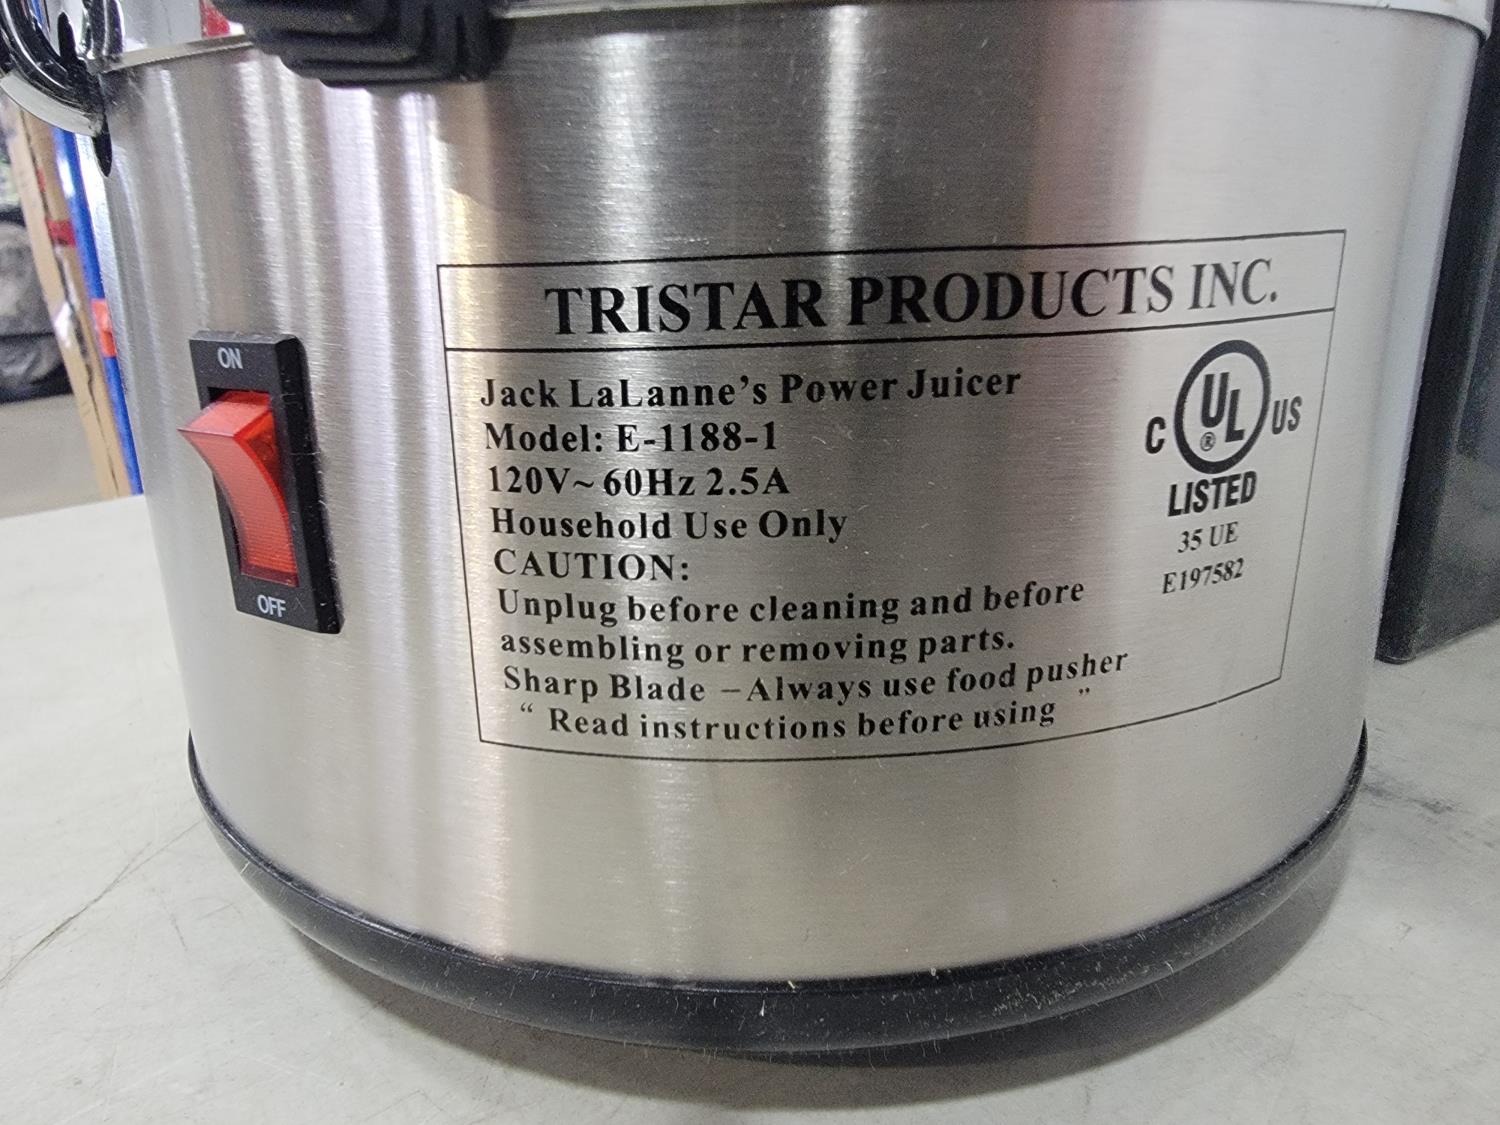 ON
OFF
TRISTAR PRODUCTS INC.
Jack LaLanne's Power Juicer
Model: E-1188-1
120V~ 60Hz 2.5A
Household Use Only
CAUTION:
Unplug before cleaning and before
assembling or removing parts.
Sharp Blade –Always use food pusher
“ Read instructions before using ”
C UL ® US
LISTED
35 UE
E197582